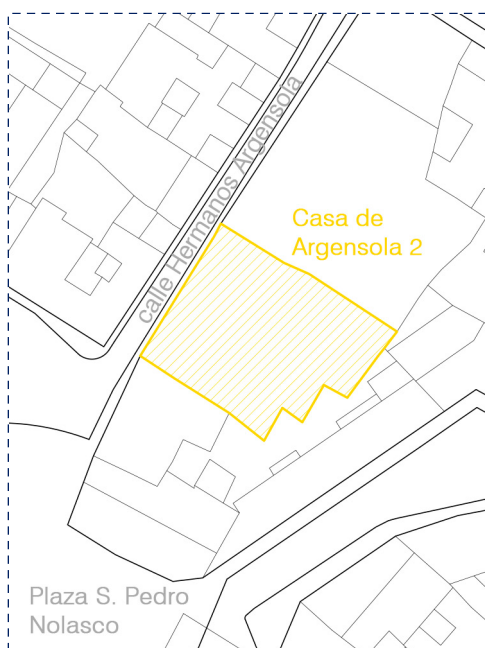 calle Hermanos Argensola
Casa de
Argensola 2
Plaza S. Pedro
Nolasco